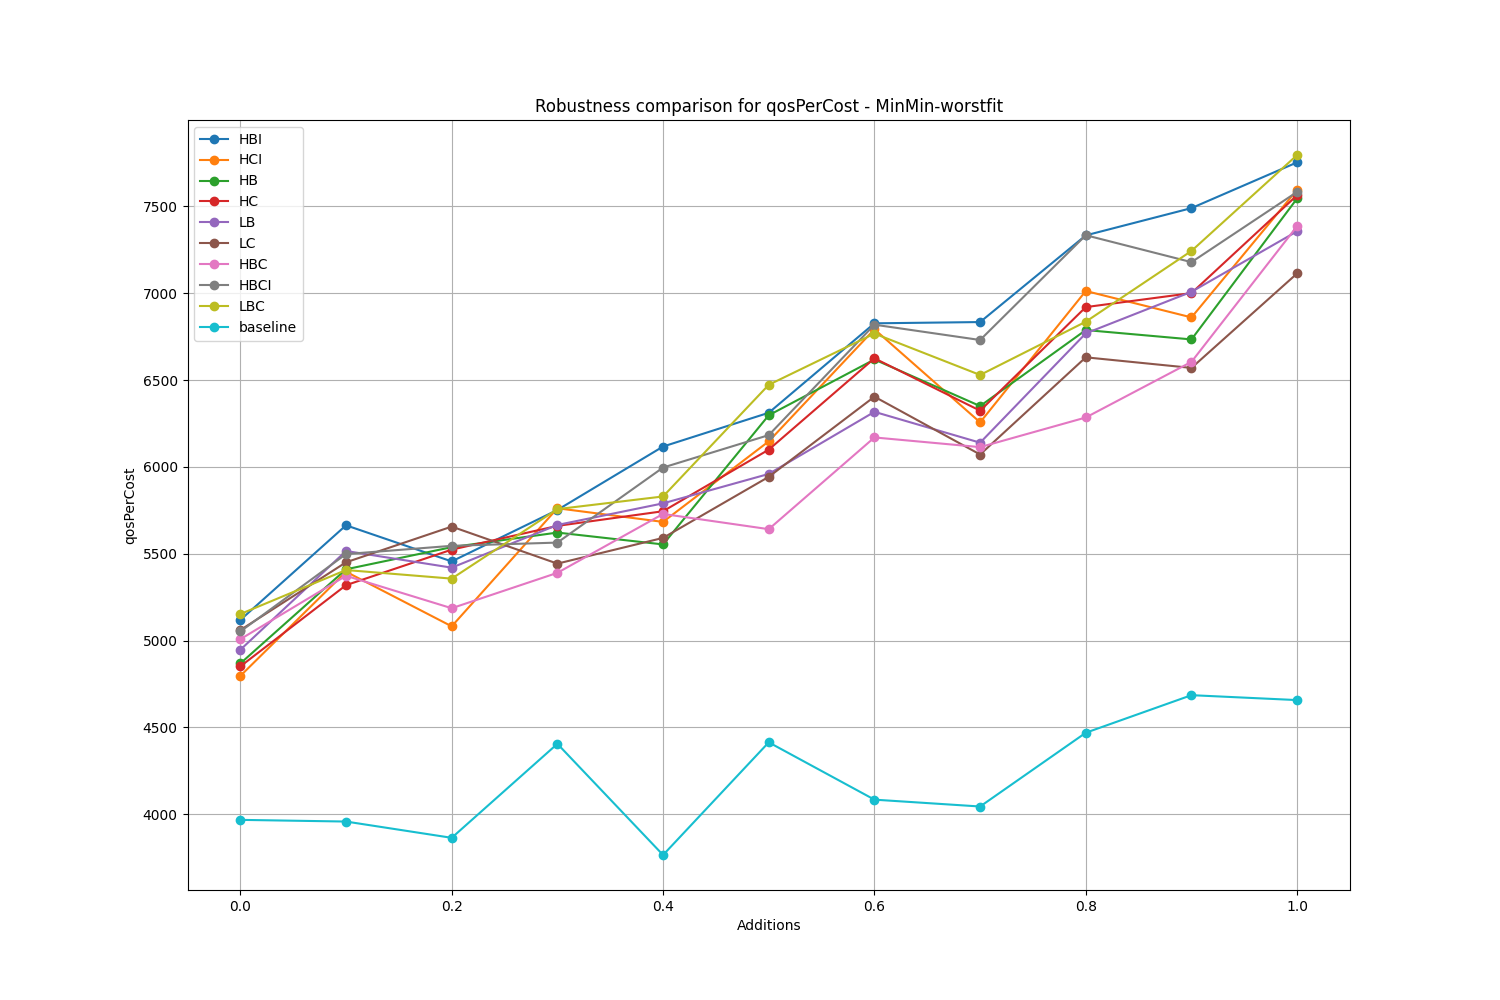 Robustness comparison for qosPerCost - MinMin-worstfit
HBI
HCI
HB
HC
LB
LC
HBC
HBCI
LBC
baseline
qosPerCost
7500
7000
6500
6000
5500
5000
4500
4000
0.0 0.2 0.4 0.6 0.8 1.0
Additions